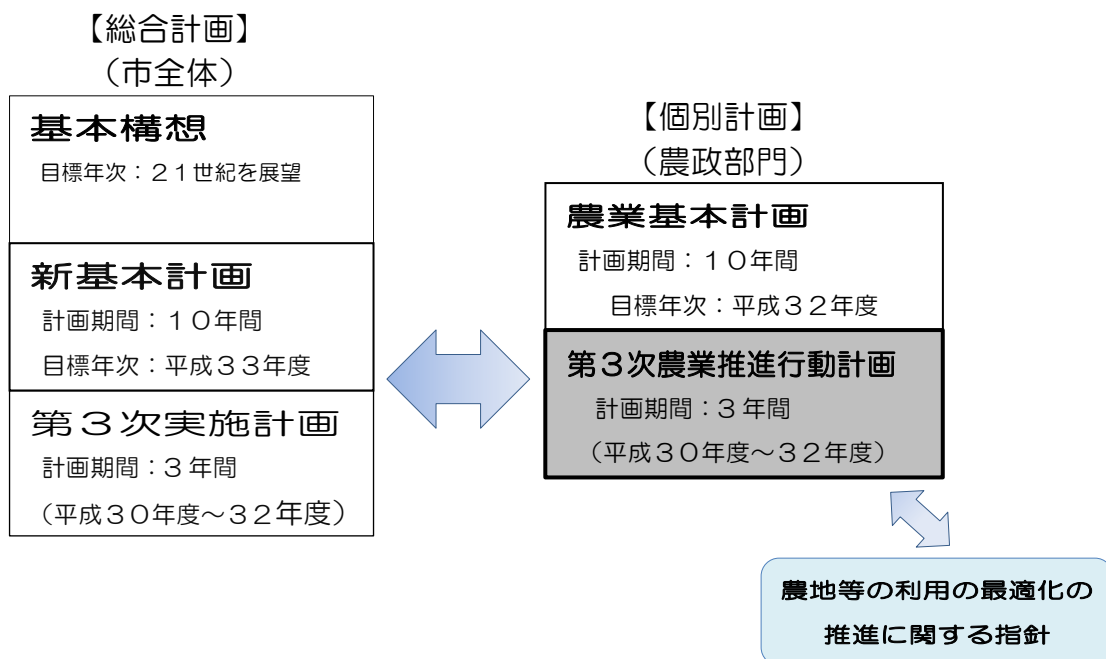 【総合計画】
（市全体）
基本構想
目標年次：２１世紀を展望
新基本計画
計画期間：１０年間
目標年次：平成３３年度
第３次実施計画
計画期間：３年間
（平成３０年度～３２年度）
【個別計画】
（農政部門）
農業基本計画
計画期間：１０年間
目標年次：平成３２年度
第３次農業推進行動計画
計画期間：３年間
（平成３０年度～３２年度）
農地等の利用の最適化の
推進に関する指針